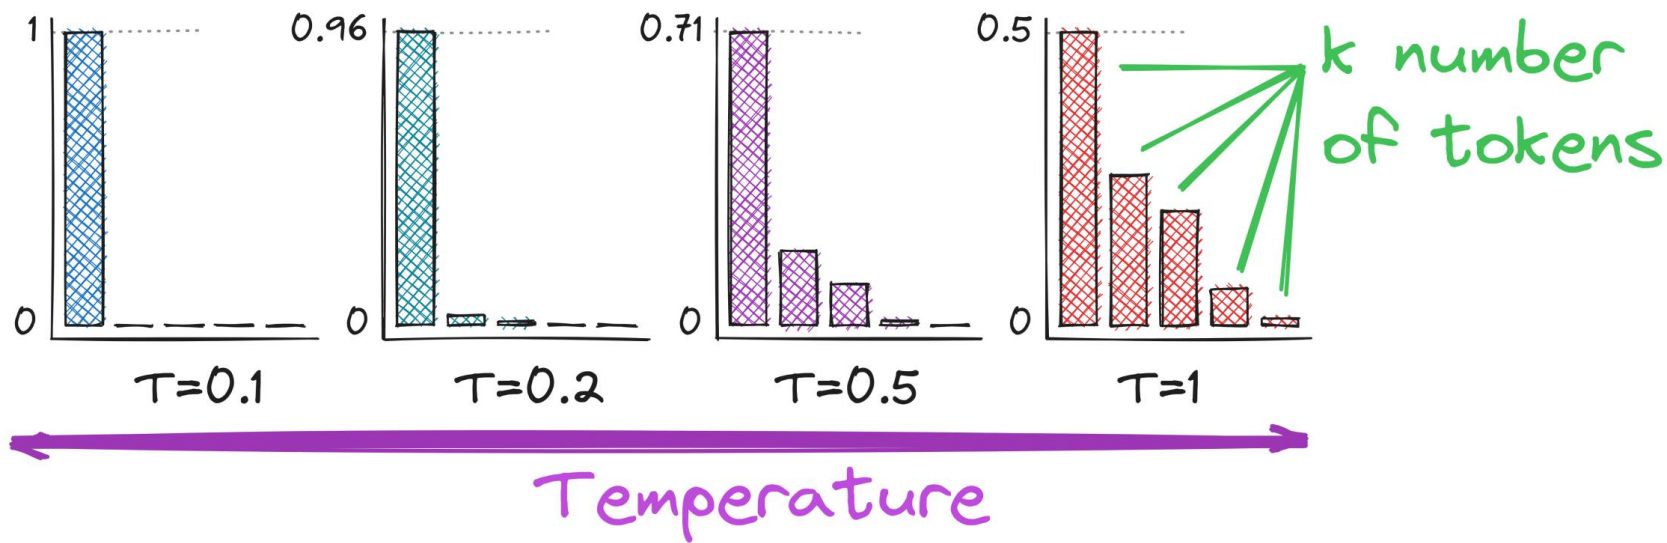 1
0
T=0.1
0.96
0
T=0.2
0.71
0
T=0.5
0.5
0
T=1
k number
of tokens
Temperature